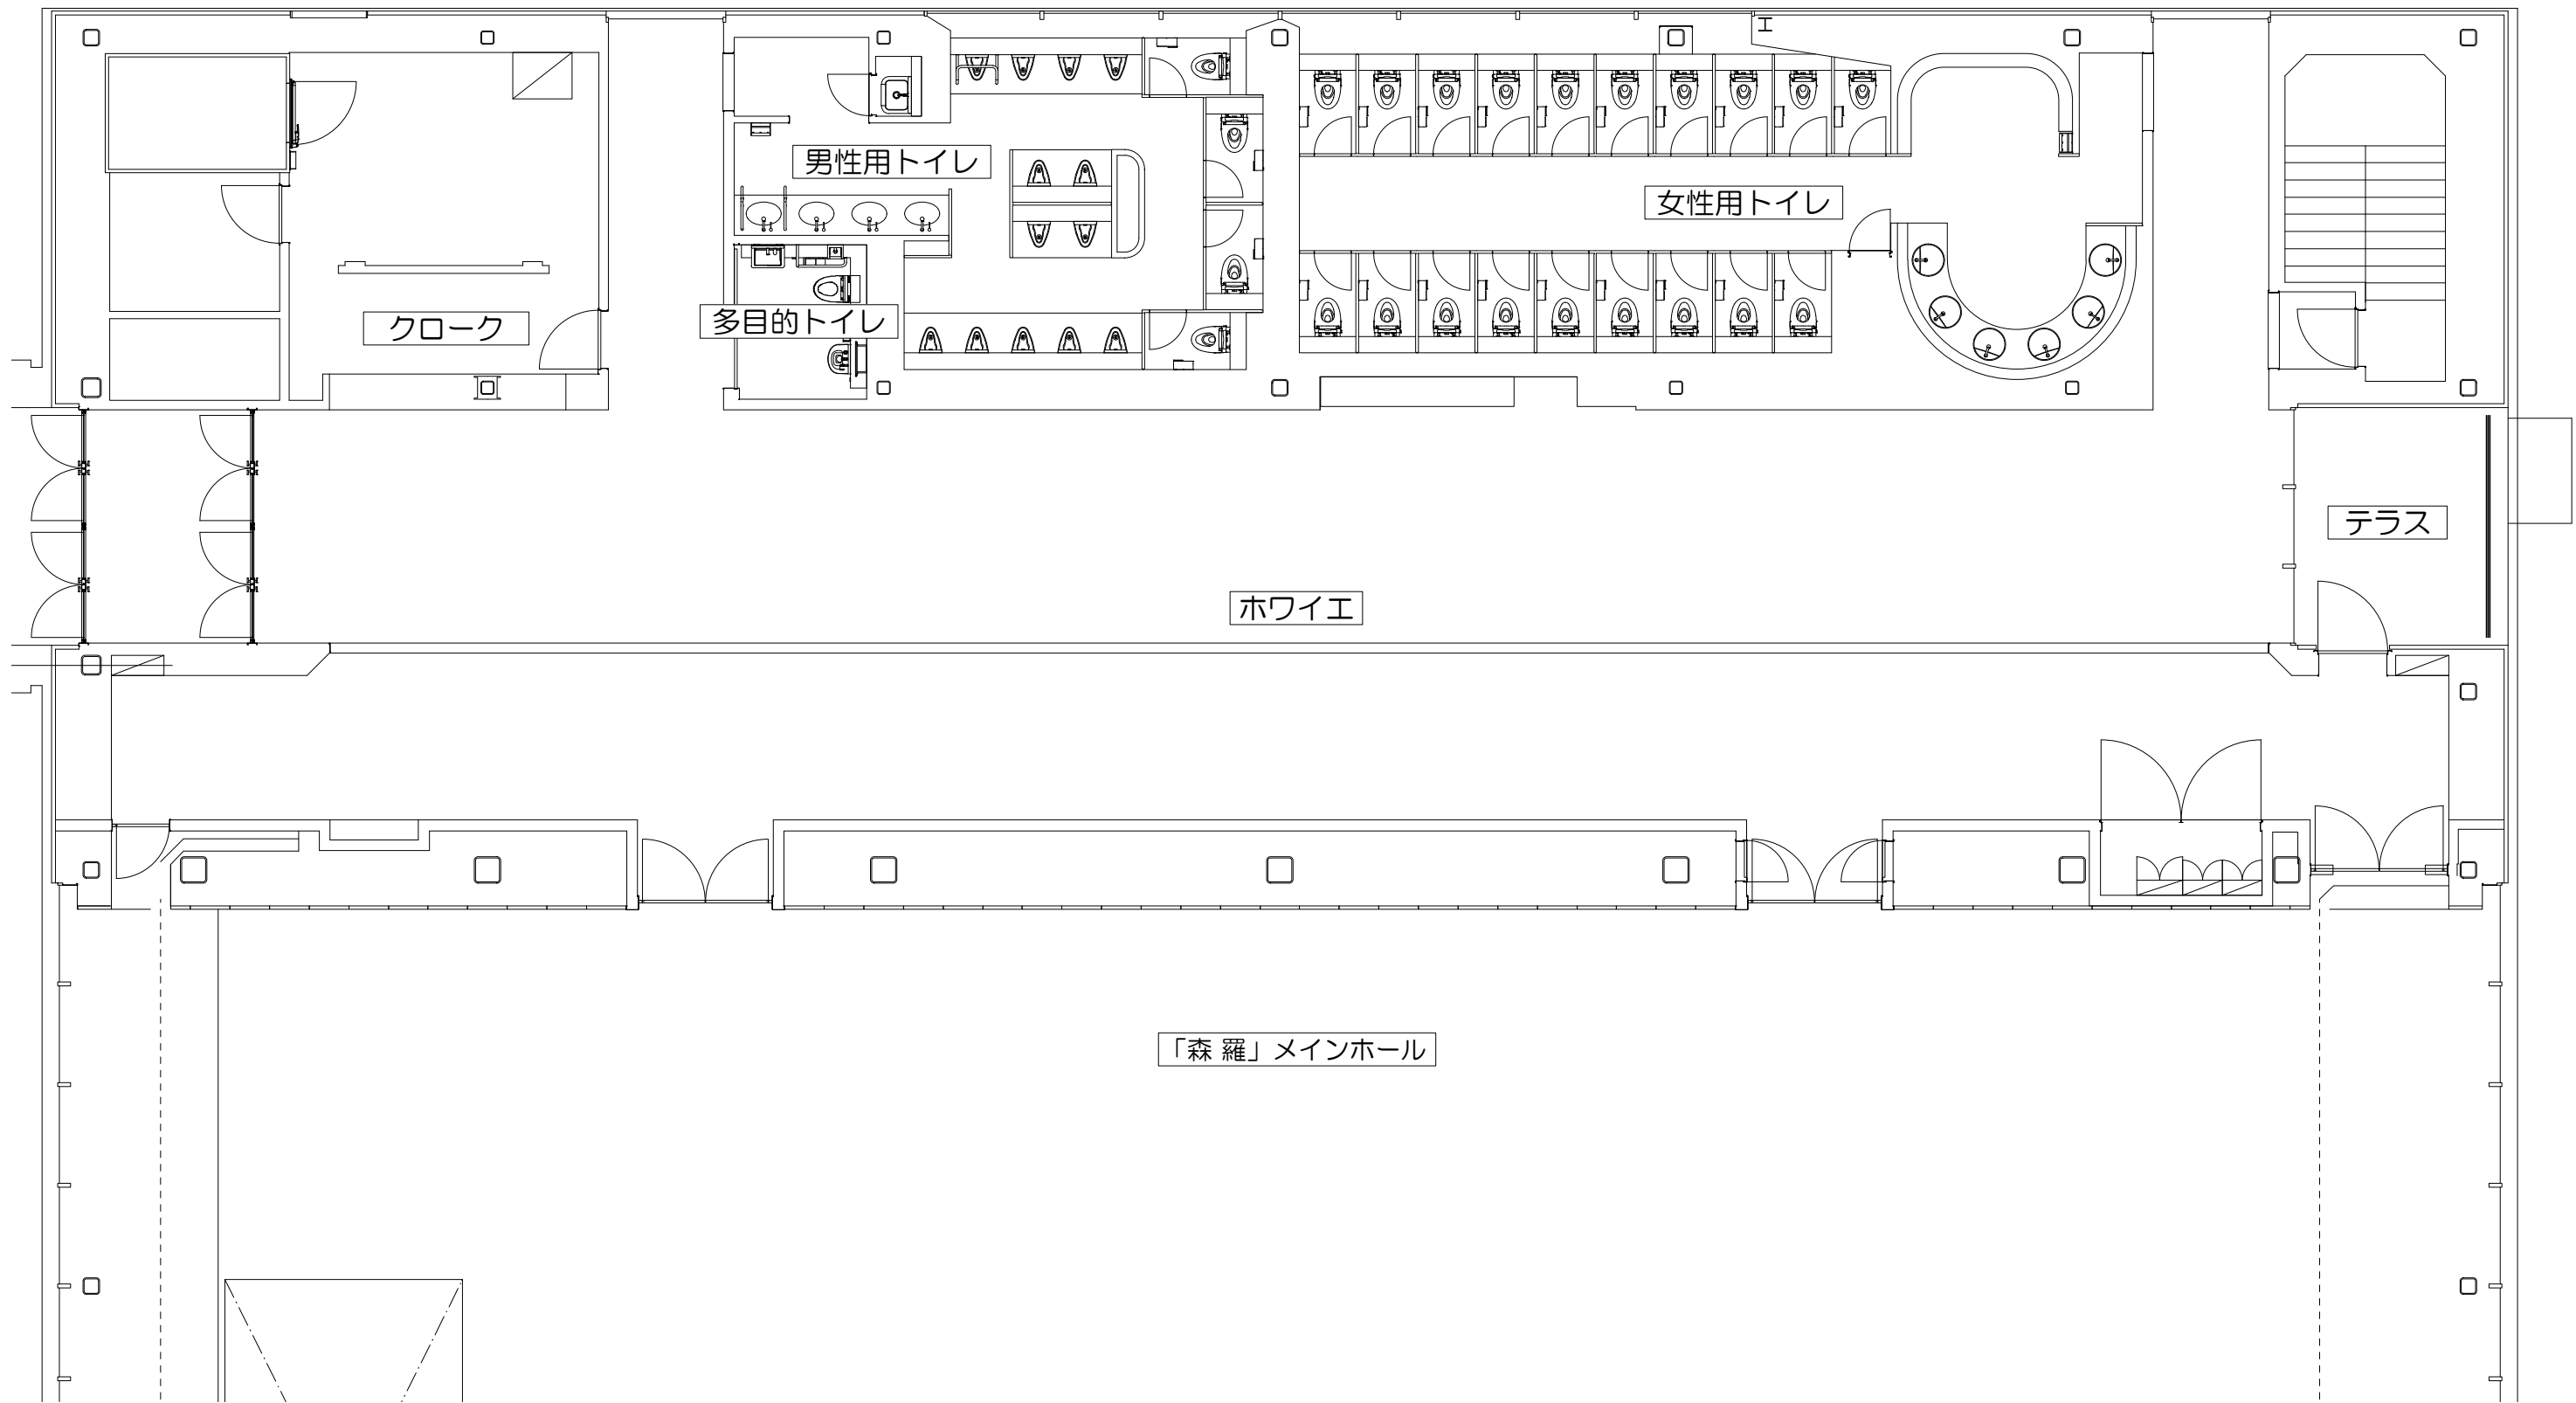 男性用トイレ
女性用トイレ
多目的トイレ
クローク
テラス
ホワイエ
「森 羅」メインホール